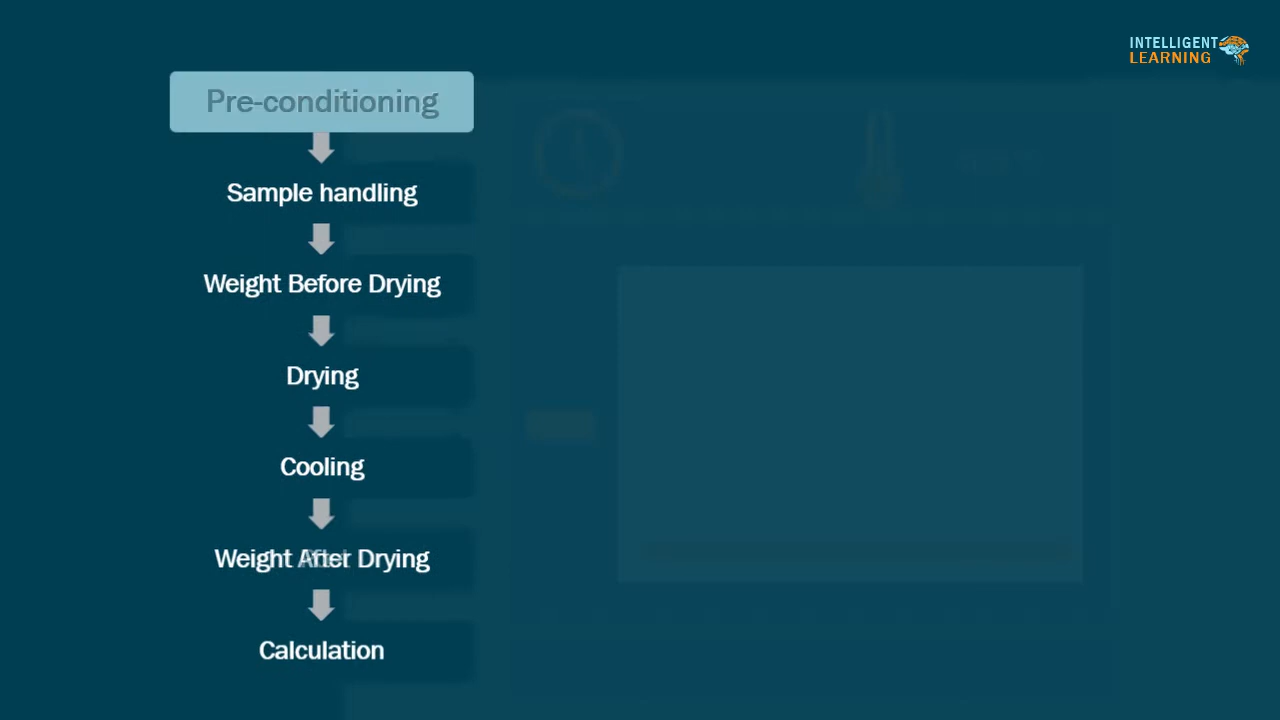 INTELLIGENT
LEARNING
Pre-conditioning
Sample handling
Weight Before Drying
Drying
Cooling
Weight After Drying
Calculation